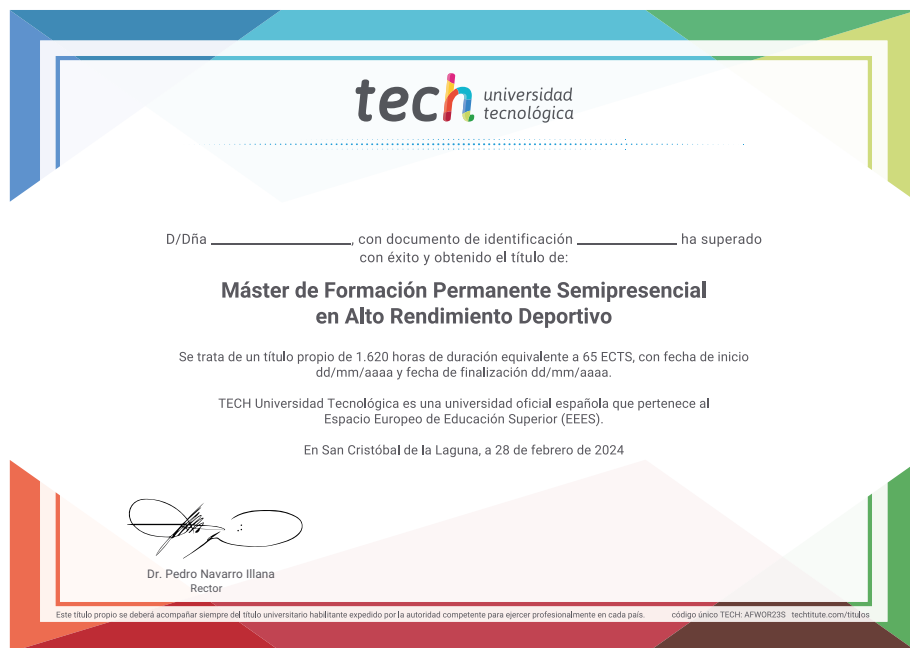 tech universidad
tecnológica
D/Dña , con documento de identificación ha superado
con éxito y obtenido el título de:
Máster de Formación Permanente Semipresencial
en Alto Rendimiento Deportivo
Se trata de un título propio de 1.620 horas de duración equivalente a 65 ECTS, con fecha de inicio
dd/mm/aaaa y fecha de finalización dd/mm/aaaa.
TECH Universidad Tecnológica es una universidad oficial española que pertenece al
Espacio Europeo de Educación Superior (EEES).
En San Cristóbal de la Laguna, a 28 de febrero de 2024
Dr. Pedro Navarro Illana
Rector
Este título propio se deberá acompañar siempre del título universitario habilitante expedido por la autoridad competente para ejercer profesionalmente en cada país. código único TECH: AFWOR23S techtitute.com/titulos